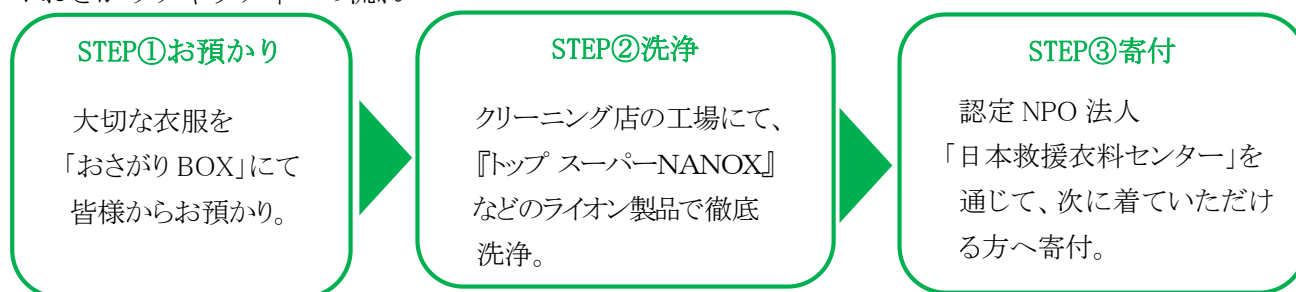 STEP①お預かり
大切な衣服を
「おさがり BOX」にて
皆様からお預かり。
STEP②洗浄
クリーニング店の工場にて、
『トップ スーパーNANOX』
などのライオン製品で徹底
洗浄。
STEP③寄付
認定 NPO 法人
「日本救援衣料センター」を
通じて、次に着ていただけ
る方へ寄付。